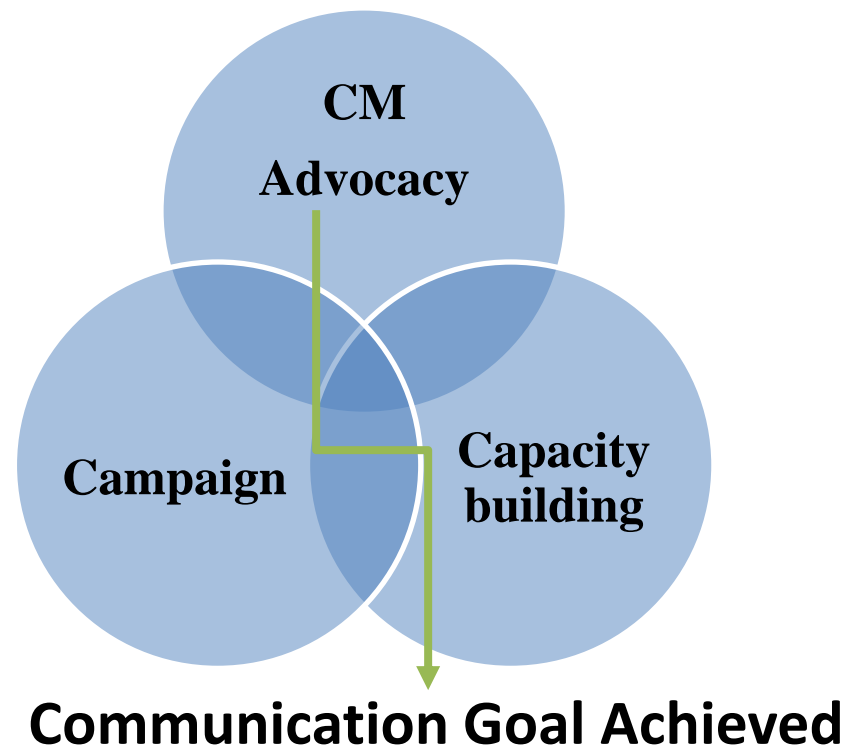 CM
Advocacy
Campaign
Capacity
building
Communication Goal Achieved